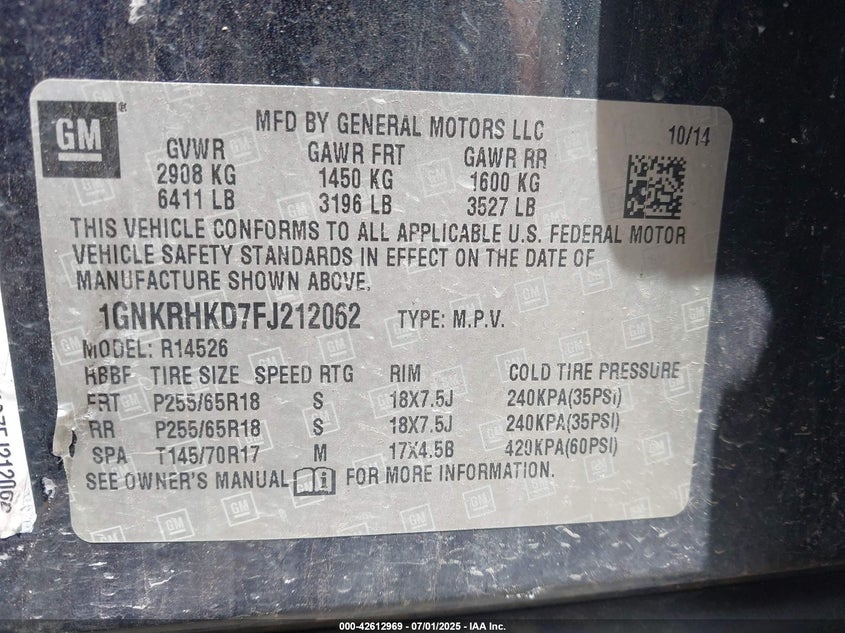 GM
MFD BY GENERAL MOTORS LLC
10/14
GVWR GAWR FRT GAWR RR
2908 KG 1450 KG 1600 KG
6411 LB 3196 LB 3527 LB
THIS VEHICLE CONFORMS TO ALL APPLICABLE U.S. FEDERAL MOTOR
VEHICLE SAFETY STANDARDS IN EFFECT ON THE DATE OF
MANUFACTURE SHOWN ABOVE.
1GNKRHKD7FJ212062 TYPE: M.P.V.
MODEL: R14526
HBBF TIRE SIZE SPEED RTG RIM COLD TIRE PRESSURE
FRT P255/65R18 S 18X7.5J 240KPA(35PSI)
RR P255/65R18 S 18X7.5J 240KPA(35PSI)
SPA T145/70R17 M 17X4.5B 420KPA(60PSI)
SEE OWNER'S MANUAL FOR MORE INFORMATION.
000-42612969 - 07/01/2025 - IAA Inc.